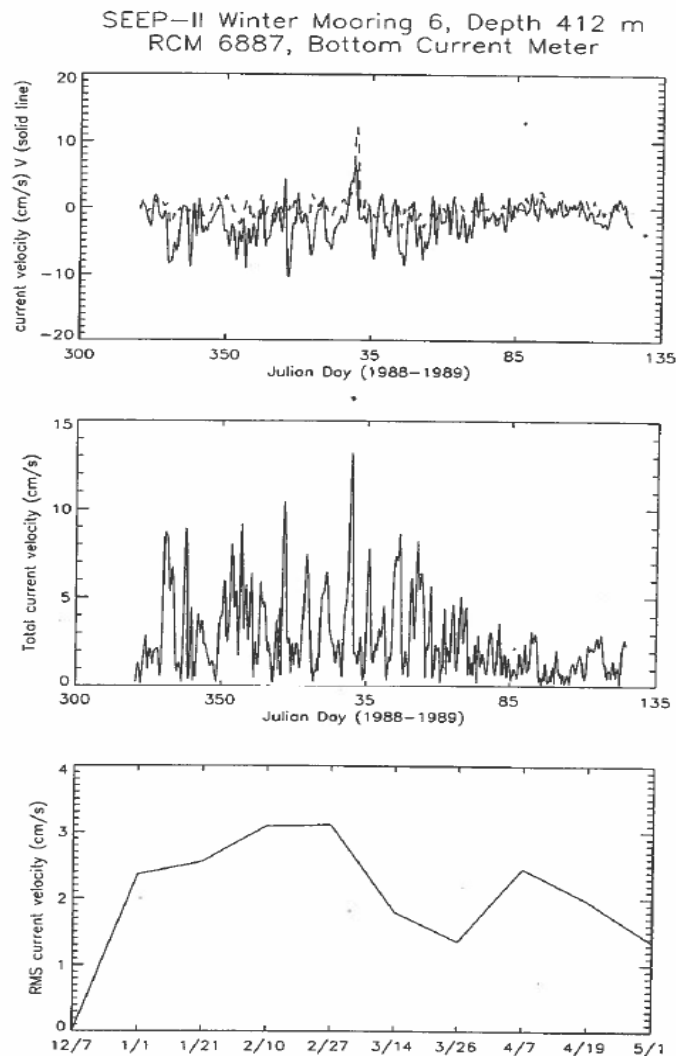 SEEP-II Winter Mooring 6, Depth 412 m
RCM 6887, Bottom Current Meter
current velocity (cm/s) V (solid line)
20
10
0
-10
-20
300 350 35 85 135
Julian Day (1988-1989)
Total current velocity (cm/s)
15
10
5
0
300 350 35 85 135
Julian Day (1988-1989)
RMS current velocity (cm/s)
4
3
2
1
0
12/7 1/1 1/21 2/10 2/27 3/14 3/26 4/7 4/19 5/1